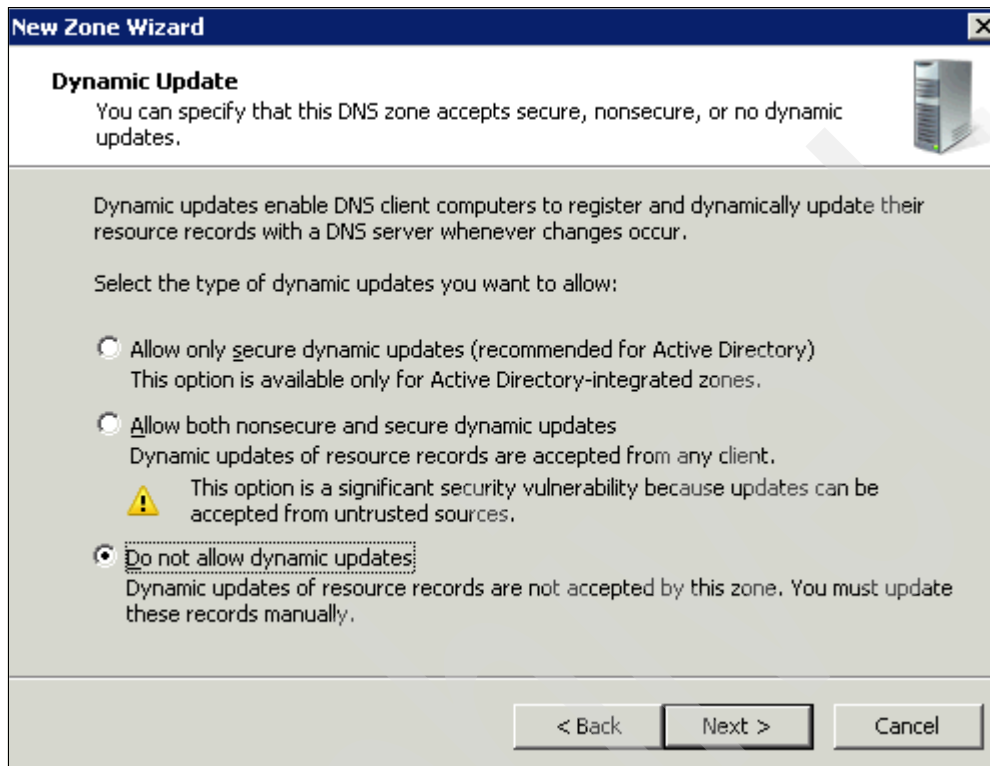 New Zone Wizard
Dynamic Update
You can specify that this DNS zone accepts secure, nonsecure, or no dynamic
updates.
Dynamic updates enable DNS client computers to register and dynamically update their
resource records with a DNS server whenever changes occur.
Select the type of dynamic updates you want to allow:
Allow only secure dynamic updates (recommended for Active Directory)
This option is available only for Active Directory-integrated zones.
Allow both nonsecure and secure dynamic updates
Dynamic updates of resource records are accepted from any client.
This option is a significant security vulnerability because updates can be
accepted from untrusted sources.
Do not allow dynamic updates
Dynamic updates of resource records are not accepted by this zone. You must update
these records manually.
< Back Next > Cancel